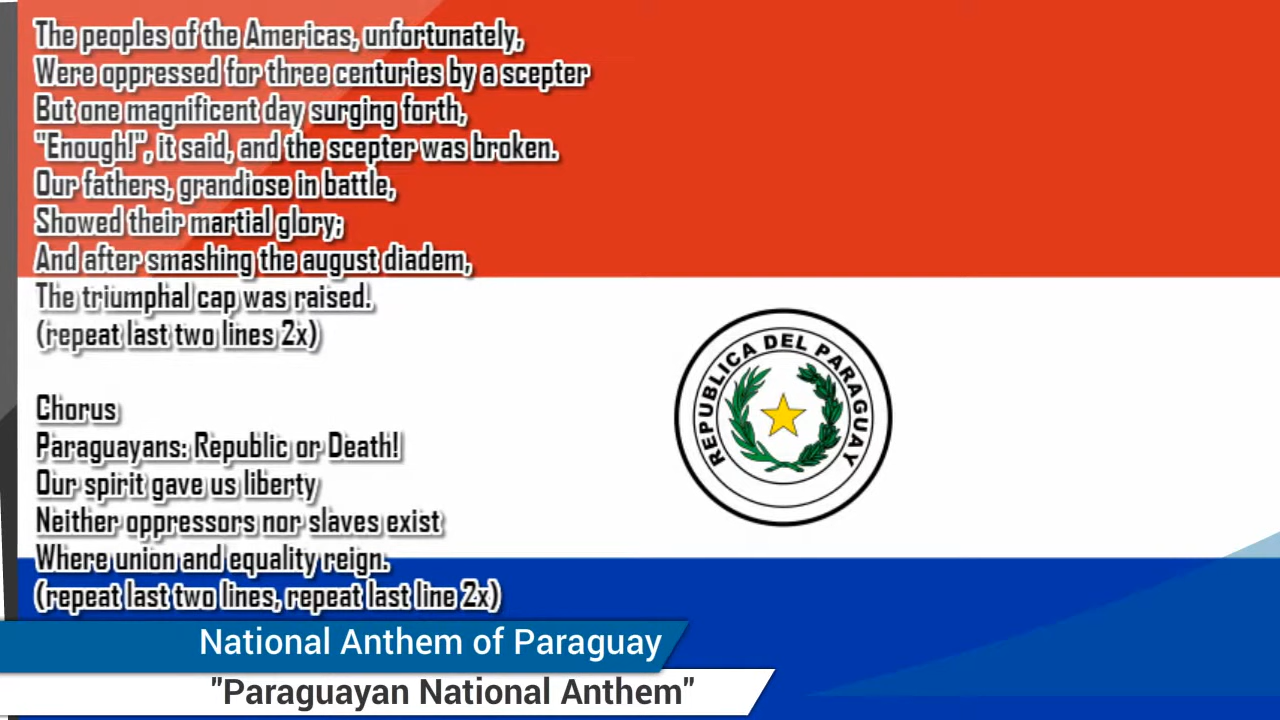 The peoples of the Americas, unfortunately,
Were oppressed for three centuries by a scepter
But one magnificent day surging forth,
"Enough!", it said, and the scepter was broken.
Our fathers, grandiose in battle,
Showed their martial glory;
And after smashing the august diadem,
The triumphal cap was raised.
(repeat last two lines 2x)
Chorus
Paraguayans: Republic or Death!
Our spirit gave us liberty
Neither oppressors nor slaves exist
Where union and equality reign.
(repeat last two lines, repeat last line 2x)
REPUBLICA DEL PARAGUAY
National Anthem of Paraguay
"Paraguayan National Anthem"